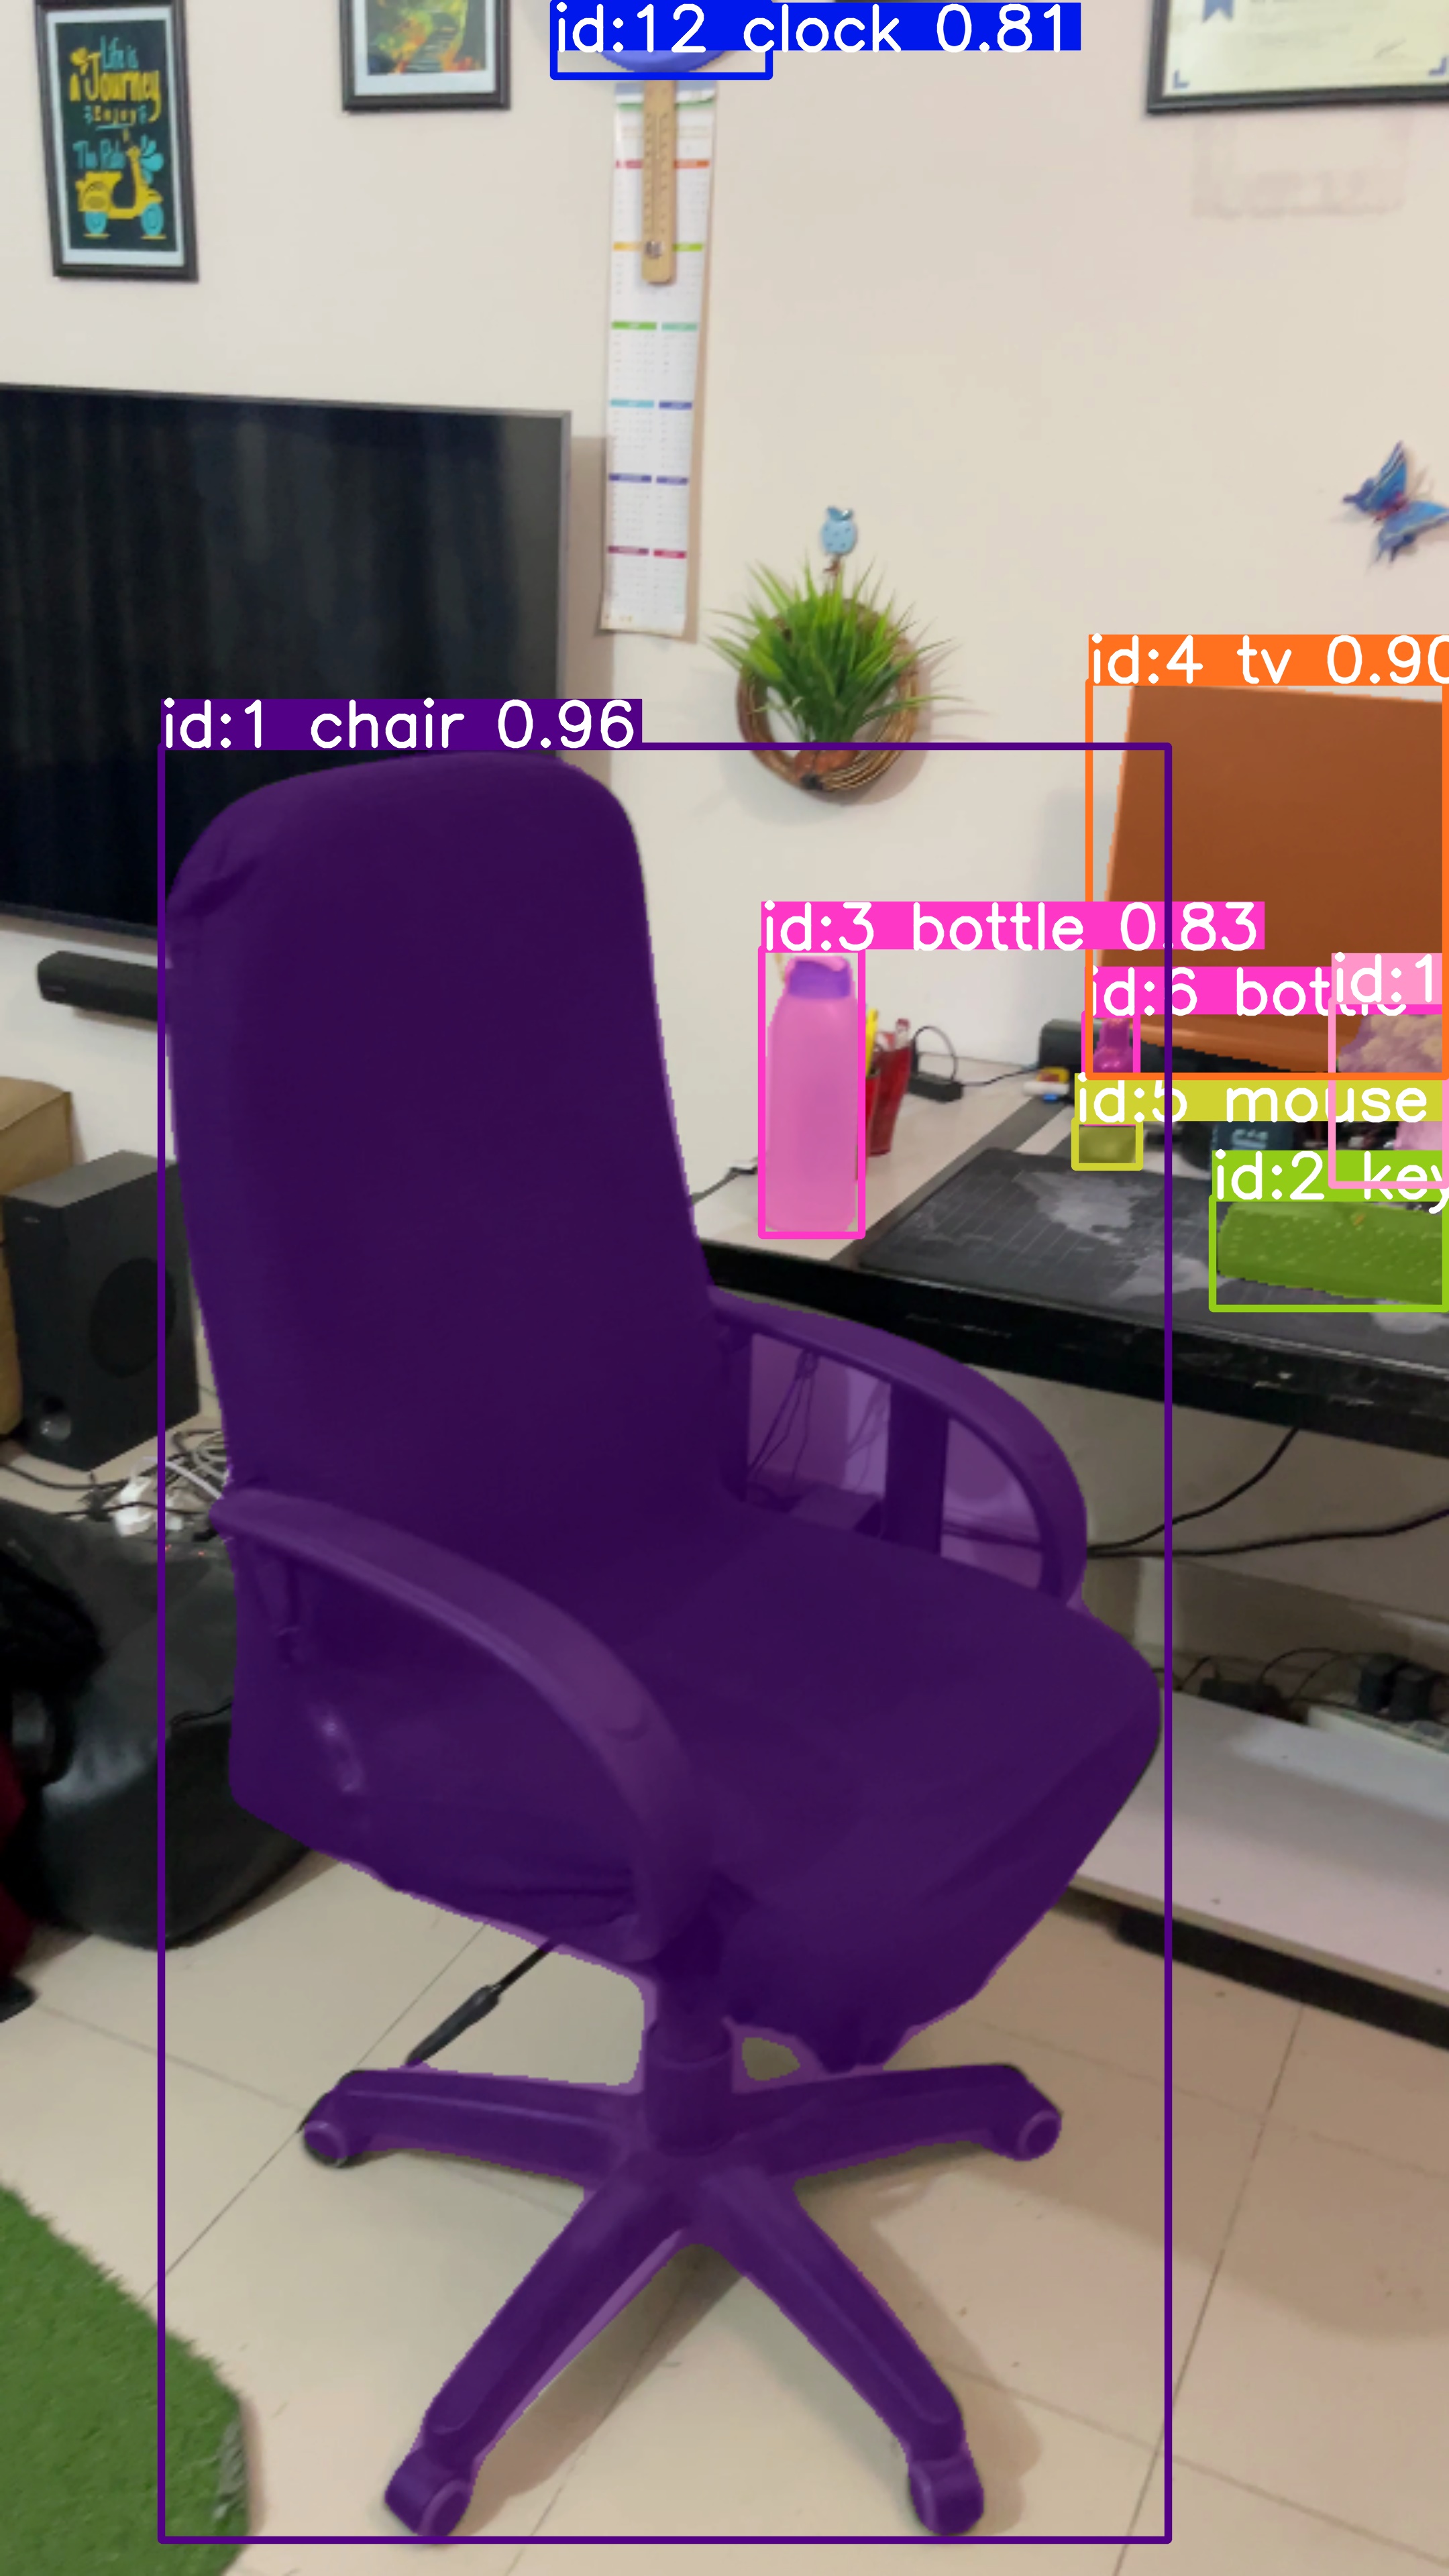 id:12 clock 0.81
Life is
a Journey
Enjoy
The Ride
id:4 tv 0.90
id:1 chair 0.96
id:3 bottle 0.83
id:6 bottle
id:1
id:5 mouse
id:2 key